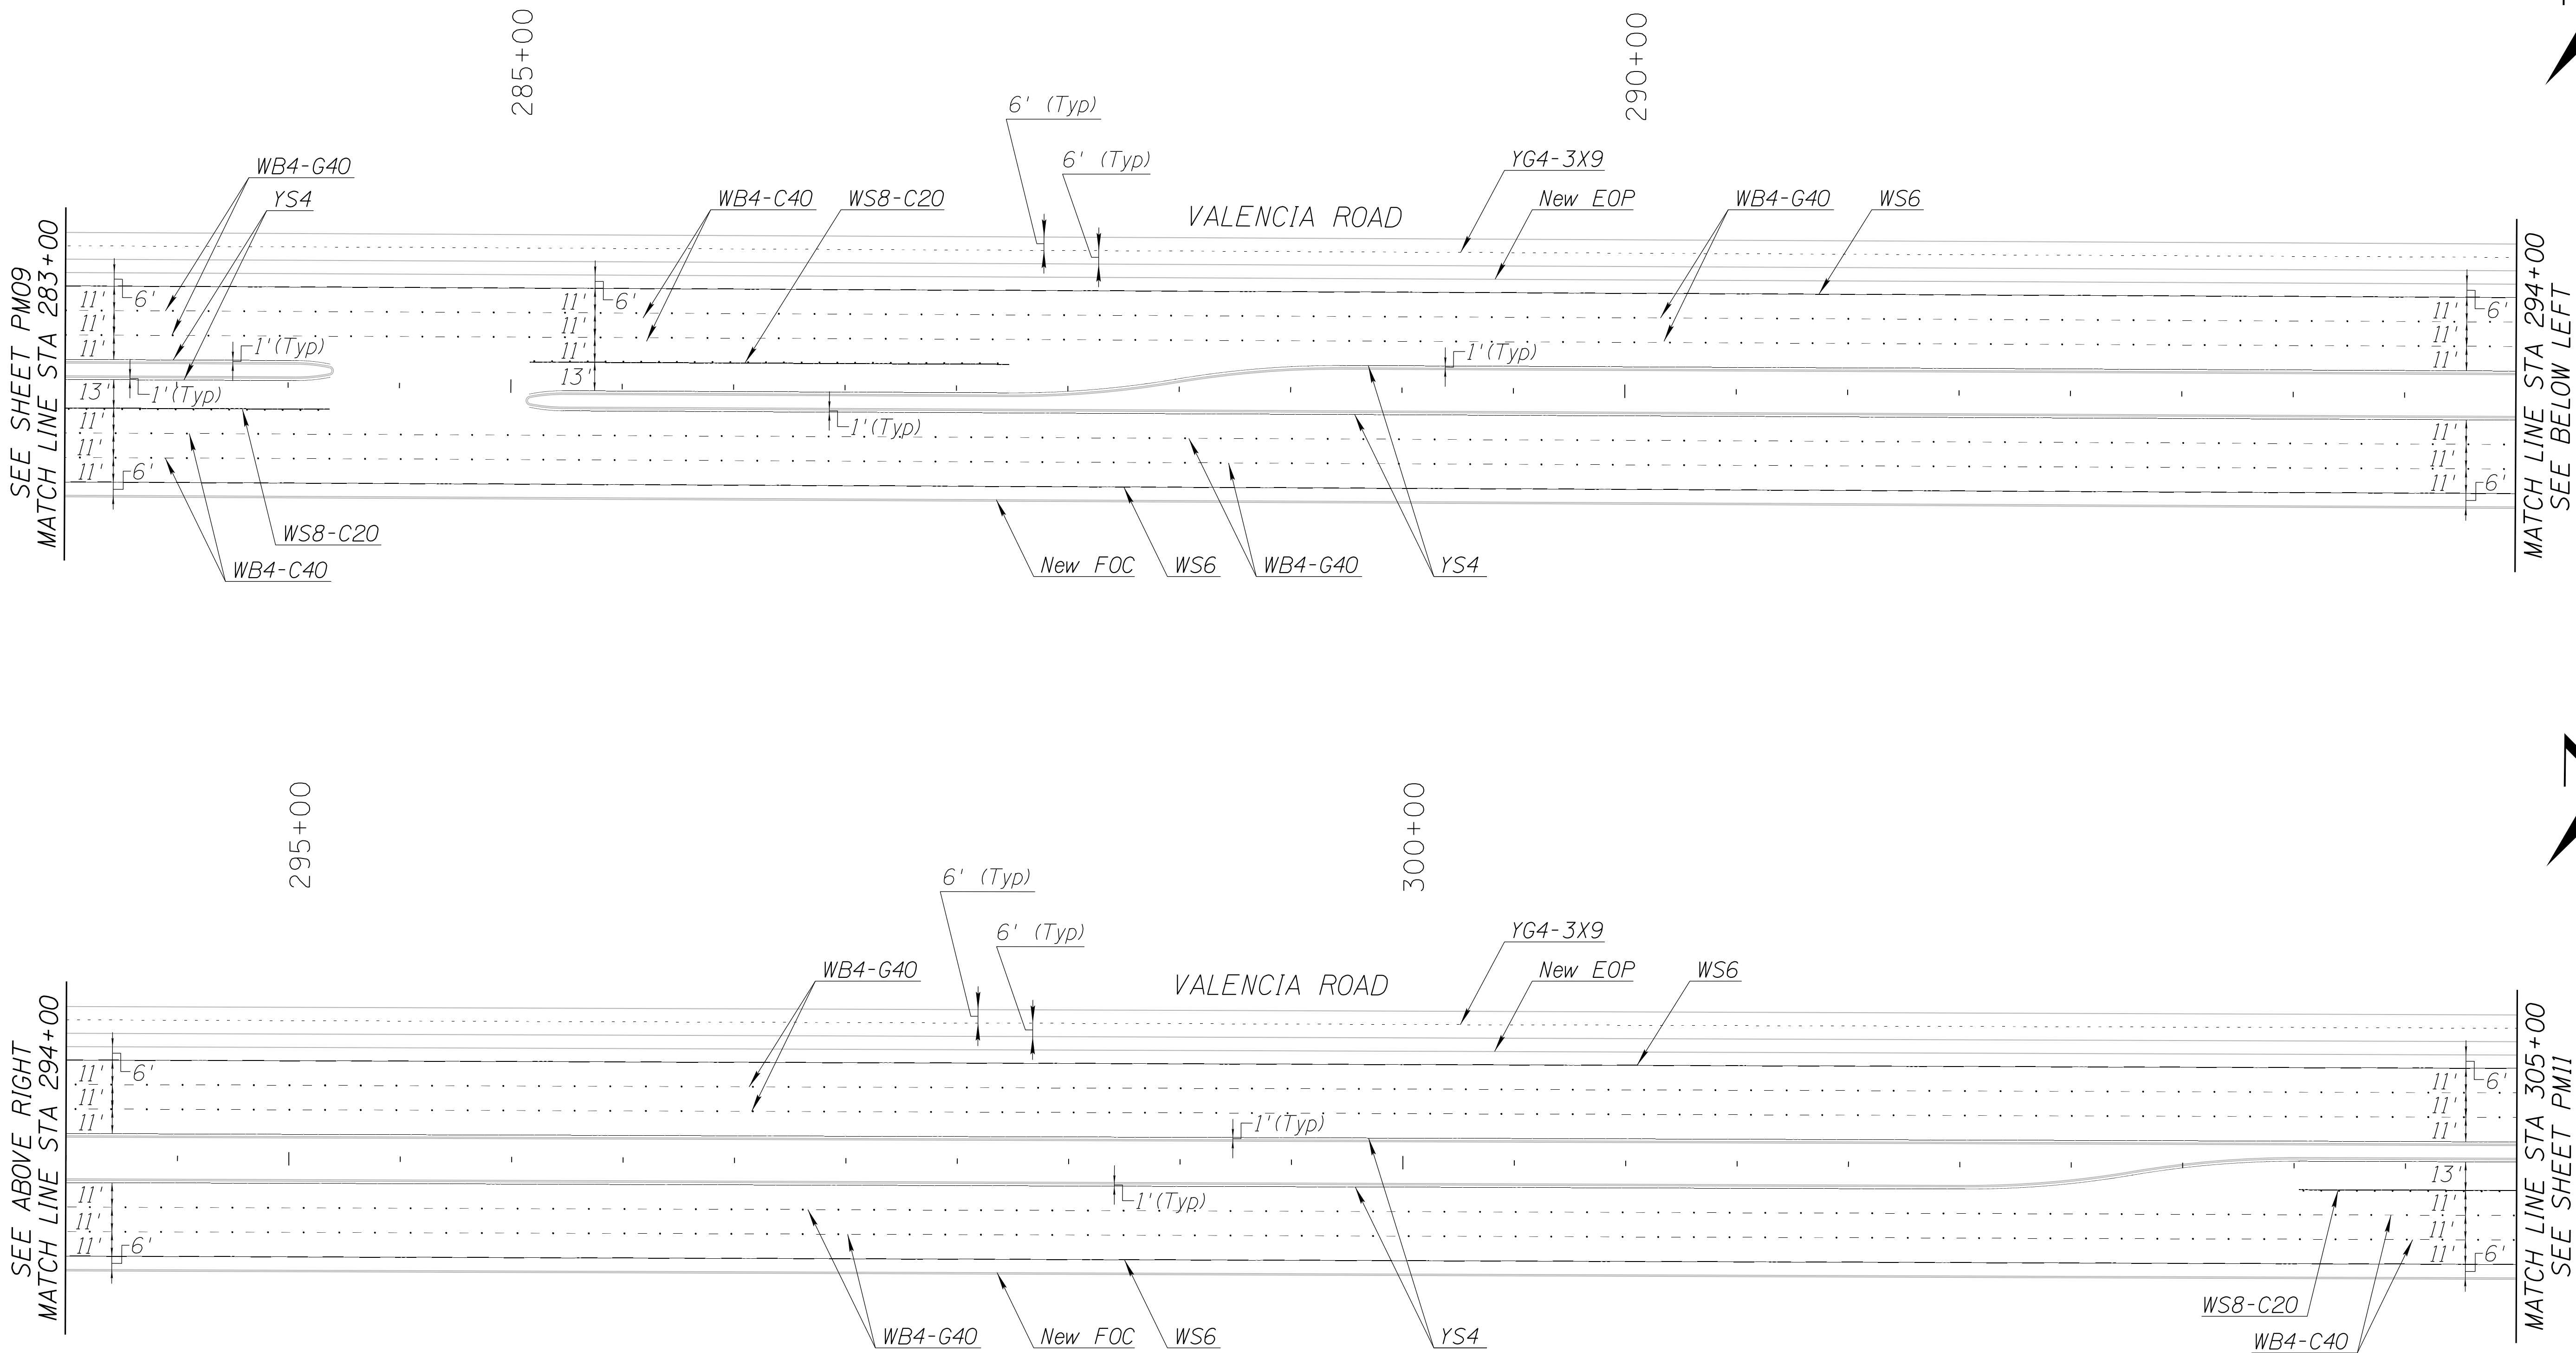 285+00
290+00
6' (Typ)
6' (Typ)
WB4-G40
YS4
WB4-C40
WS8-C20
VALENCIA ROAD
YG4-3X9
New EOP
WB4-G40
WS6
SEE SHEET PM09
MATCH LINE STA 283+00
11'
6'
11'
11'
1'(Typ)
1'(Typ)
13'
11'
11'
11'
6'
11'
6'
11'
11'
13'
1'(Typ)
1'(Typ)
11'
6'
11'
11'
11'
11'
11'
6'
MATCH LINE STA 294+00
SEE BELOW LEFT
WS8-C20
WB4-C40
New FOC
WS6
WB4-G40
YS4
295+00
300+00
6' (Typ)
6' (Typ)
WB4-G40
VALENCIA ROAD
YG4-3X9
New EOP
WS6
SEE ABOVE RIGHT
MATCH LINE STA 294+00
11'
6'
11'
11'
11'
11'
11'
6'
1'(Typ)
1'(Typ)
11'
6'
11'
11'
13'
11'
11'
11'
6'
MATCH LINE STA 305+00
SEE SHEET PM11
WB4-G40
New FOC
WS6
YS4
WS8-C20
WB4-C40